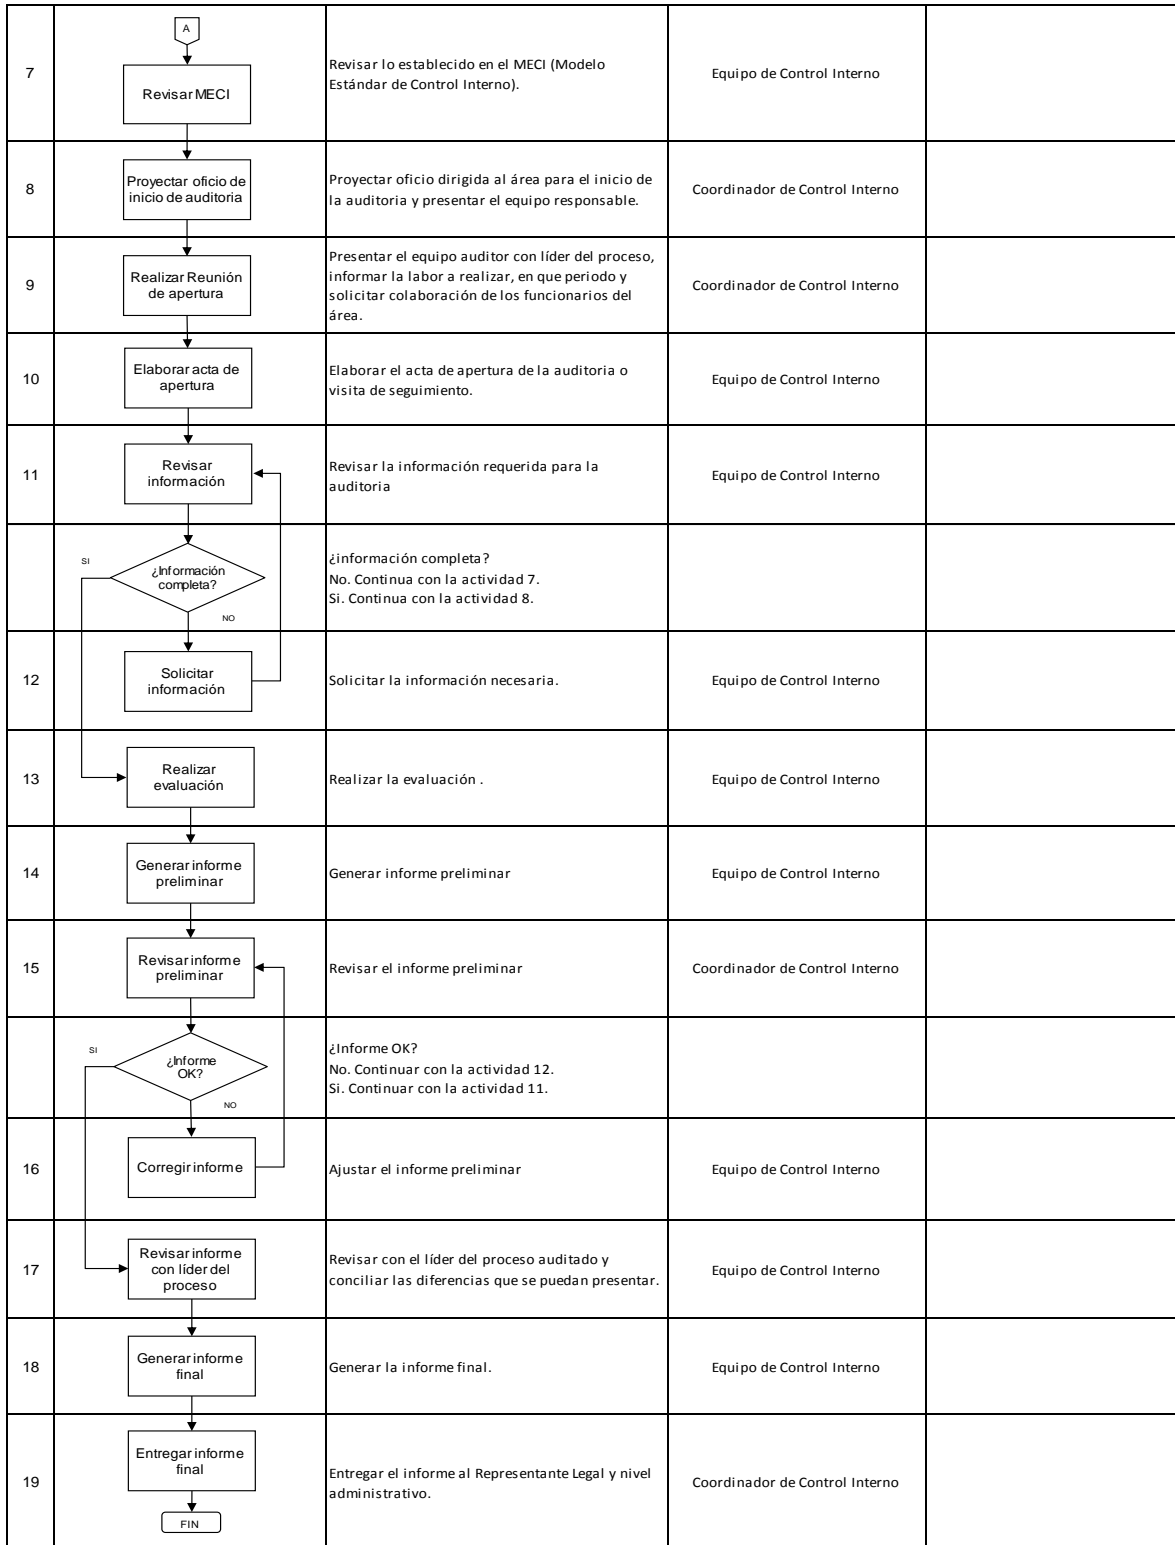 A
7
Revisar MECI
Revisar lo establecido en el MECI (Modelo
Estándar de Control Interno).
Equipo de Control Interno
8
Proyectar oficio de
inicio de auditoria
Proyectar oficio dirigida al área para el inicio de
la auditoria y presentar el equipo responsable.
Coordinador de Control Interno
9
Realizar Reunión
de apertura
Presentar el equipo auditor con líder del proceso,
informar la labor a realizar, en que periodo y
solicitar colaboración de los funcionarios del
área.
Coordinador de Control Interno
10
Elaborar acta de
apertura
Elaborar el acta de apertura de la auditoria o
visita de seguimiento.
Equipo de Control Interno
11
Revisar
información
Revisar la información requerida para la
auditoria
Equipo de Control Interno
SI
¿Información
completa?
NO
¿información completa?
No. Continua con la actividad 7.
Si. Continua con la actividad 8.
12
Solicitar
información
Solicitar la información necesaria.
Equipo de Control Interno
13
Realizar
evaluación
Realizar la evaluación .
Equipo de Control Interno
14
Generar informe
preliminar
Generar informe preliminar
Equipo de Control Interno
15
Revisar informe
preliminar
Revisar el informe preliminar
Coordinador de Control Interno
SI
¿Informe
OK?
NO
¿Informe OK?
No. Continuar con la actividad 12.
Si. Continuar con la actividad 11.
16
Corregir informe
Ajustar el informe preliminar
Equipo de Control Interno
17
Revisar informe
con líder del
proceso
Revisar con el líder del proceso auditado y
conciliar las diferencias que se puedan presentar.
Equipo de Control Interno
18
Generar informe
final
Generar la informe final.
Equipo de Control Interno
19
Entregar informe
final
Entregar el informe al Representante Legal y nivel
administrativo.
Coordinador de Control Interno
FIN